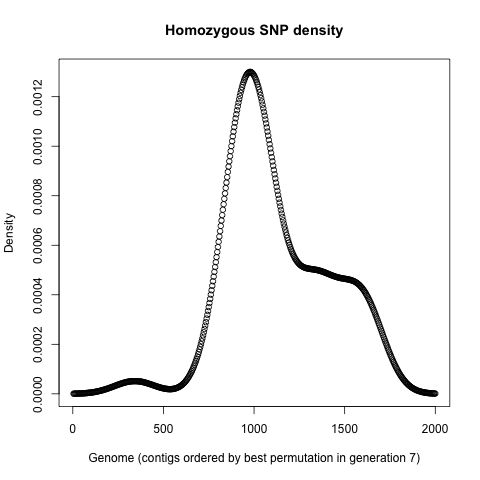 Homozygous SNP density
Density
0.0012
0.0010
0.0008
0.0006
0.0004
0.0002
0.0000
0 500 1000 1500 2000
Genome (contigs ordered by best permutation in generation 7)